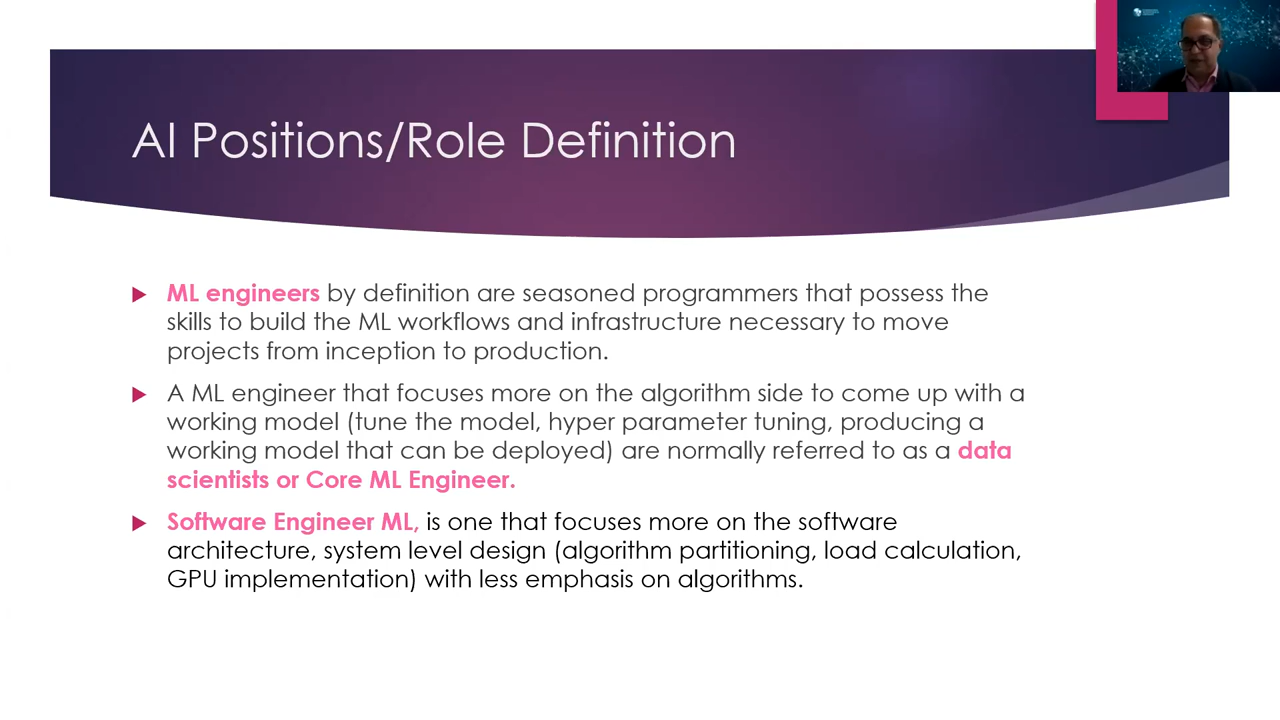 AI Positions/Role Definition
ML engineers by definition are seasoned programmers that possess the
skills to build the ML workflows and infrastructure necessary to move
projects from inception to production.
A ML engineer that focuses more on the algorithm side to come up with a
working model (tune the model, hyper parameter tuning, producing a
working model that can be deployed) are normally referred to as a data
scientists or Core ML Engineer.
Software Engineer ML, is one that focuses more on the software
architecture, system level design (algorithm partitioning, load calculation,
GPU implementation) with less emphasis on algorithms.